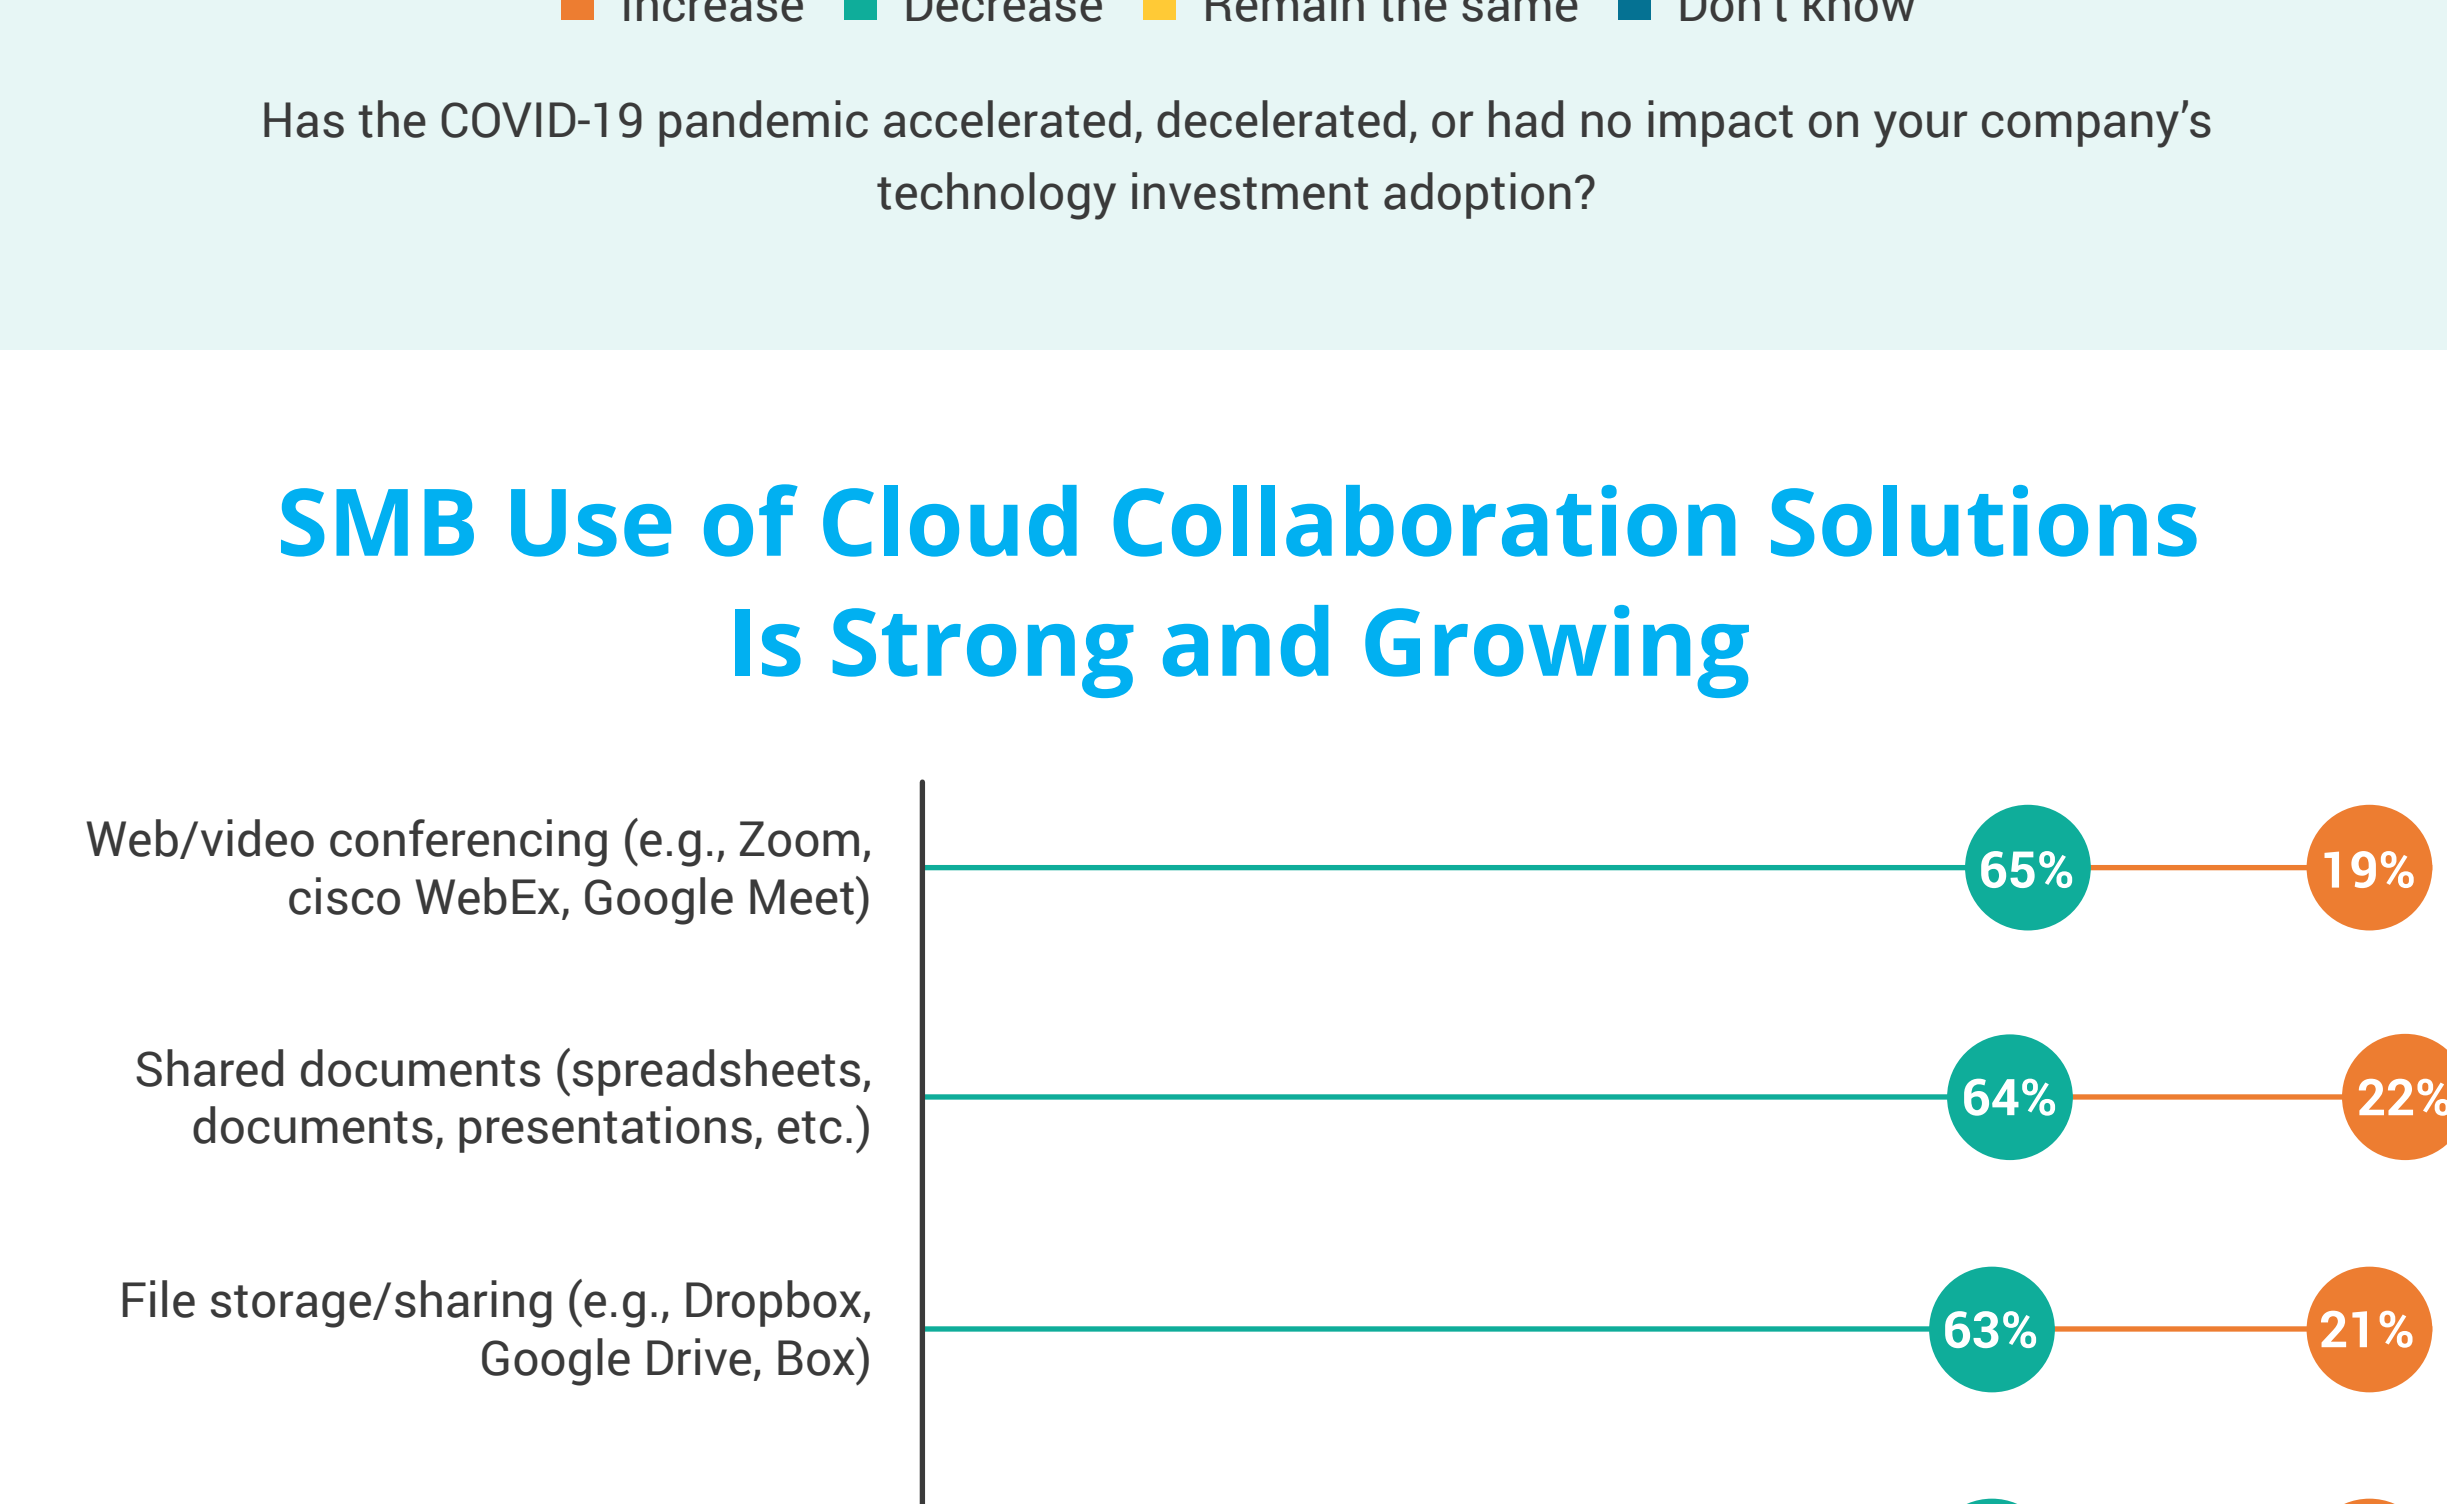 Increase Decrease Remain the same Don't know
Has the COVID-19 pandemic accelerated, decelerated, or had no impact on your company’s
technology investment adoption?
SMB Use of Cloud Collaboration Solutions
Is Strong and Growing
Web/video conferencing (e.g., Zoom,
cisco WebEx, Google Meet)
65% 19%
Shared documents (spreadsheets,
documents, presentations, etc.)
64% 22%
File storage/sharing (e.g., Dropbox,
Google Drive, Box)
63% 21%